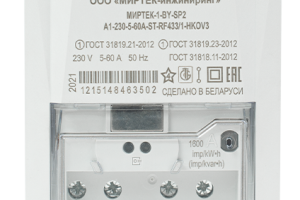 ООО «МИРТЕК-инжиниринг»
МИРТЕК-1-BY-SP2
A1-230-5-60A-ST-RF433/1-HKOV3
ГОСТ 31819.21-2012 ГОСТ 31819.23-2012
230 V 5-60 A 50 Hz ГОСТ 31818.11-2012
2021
СДЕЛАНО В БЕЛАРУСИ
1215148463502
1600
imp/kW•h
(imp/kvar•h)